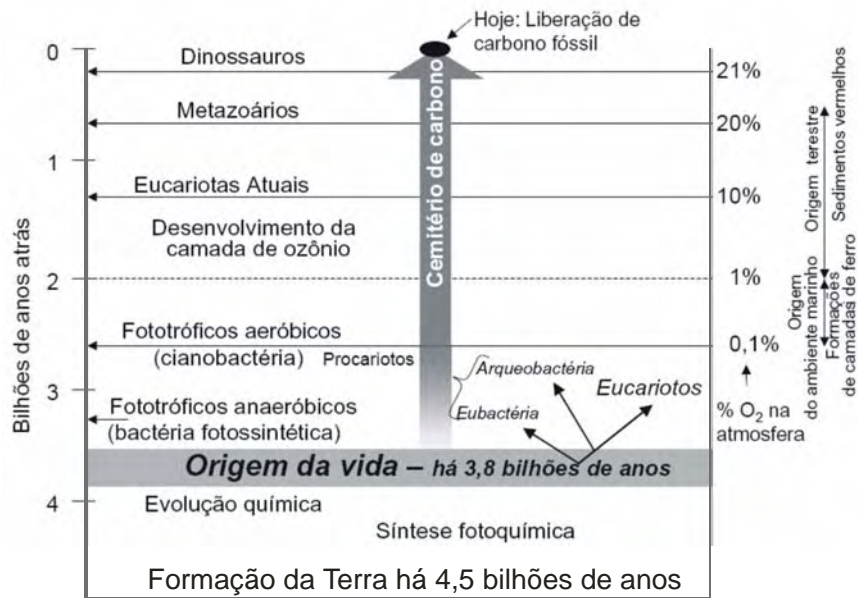 Hoje: Liberação de
carbono fóssil
0
Dinossauros
21%
Metazoários
20%
1
Eucariotas Atuais
10%
Desenvolvimento da
camada de ozônio
2
1%
Fototróficos aeróbicos
(cianobactéria)
Procariotos
0,1%
Arqueobactéria
Eucariotos
Eubactéria
3
Fototróficos anaeróbicos
(bactéria fotossintética)
% O₂ na
atmosfera
Origem da vida – há 3,8 bilhões de anos
4
Evolução química
Síntese fotoquímica
Formação da Terra há 4,5 bilhões de anos
Bilhões de anos atrás
Cemitério de carbono
Origem terestre
Sedimentos vermelhos
Origem
do ambiente marinho
Formações
de camadas de ferro